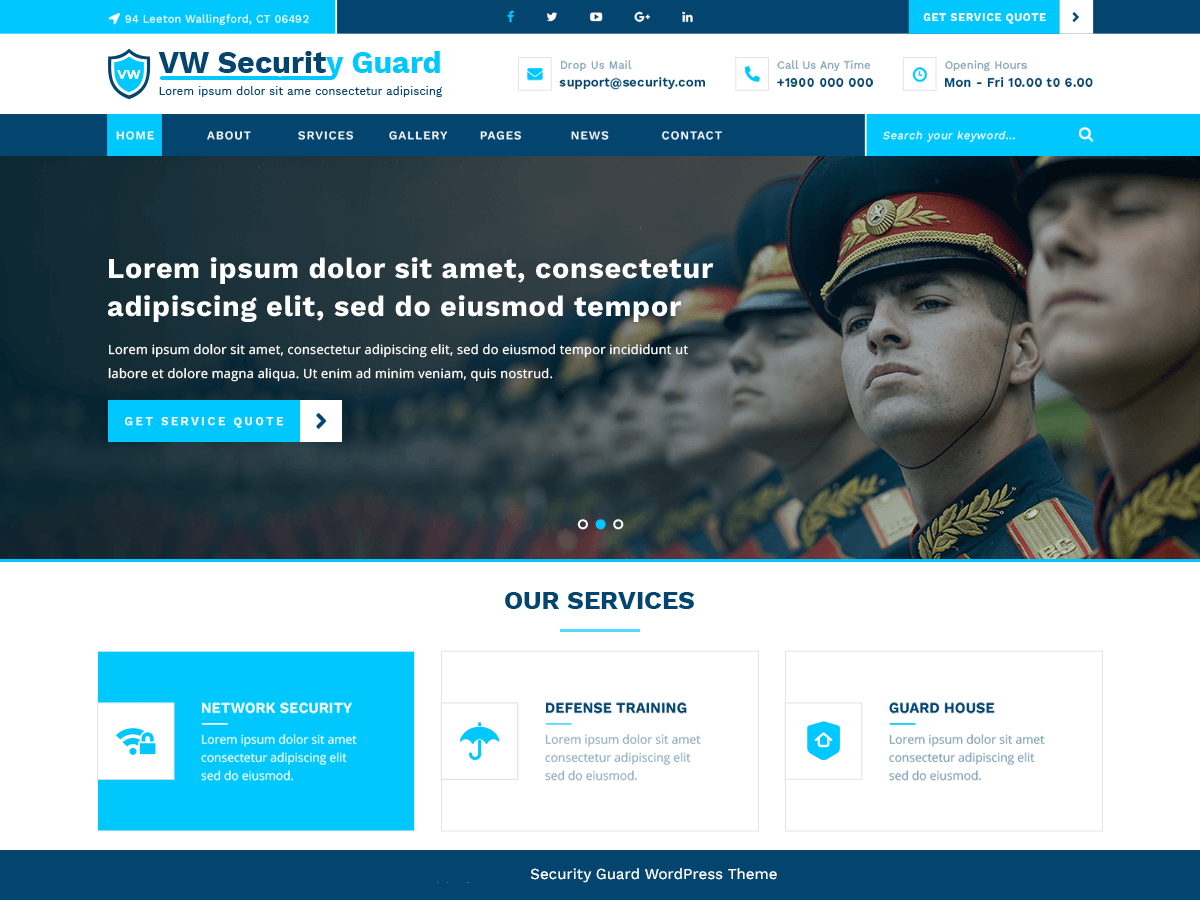 94 Leeton Wallingford, CT 06492
GET SERVICE QUOTE
VW
VW Security Guard
Lorem ipsum dolor sit ame consectetur adipiscing
Drop Us Mail
support@security.com
Call Us Any Time
+1900 000 000
Opening Hours
Mon - Fri 10.00 t0 6.00
HOME ABOUT SRVICES GALLERY PAGES NEWS CONTACT
Search your keyword...
Lorem ipsum dolor sit amet, consectetur
adipiscing elit, sed do eiusmod tempor
Lorem ipsum dolor sit amet, consectetur adipiscing elit, sed do eiusmod tempor incididunt ut
labore et dolore magna aliqua. Ut enim ad minim veniam, quis nostrud.
GET SERVICE QUOTE
OUR SERVICES
NETWORK SECURITY
Lorem ipsum dolor sit amet
consectetur adipiscing elit
sed do eiusmod.
DEFENSE TRAINING
Lorem ipsum dolor sit amet
consectetur adipiscing elit
sed do eiusmod.
GUARD HOUSE
Lorem ipsum dolor sit amet
consectetur adipiscing elit
sed do eiusmod.
Security Guard WordPress Theme